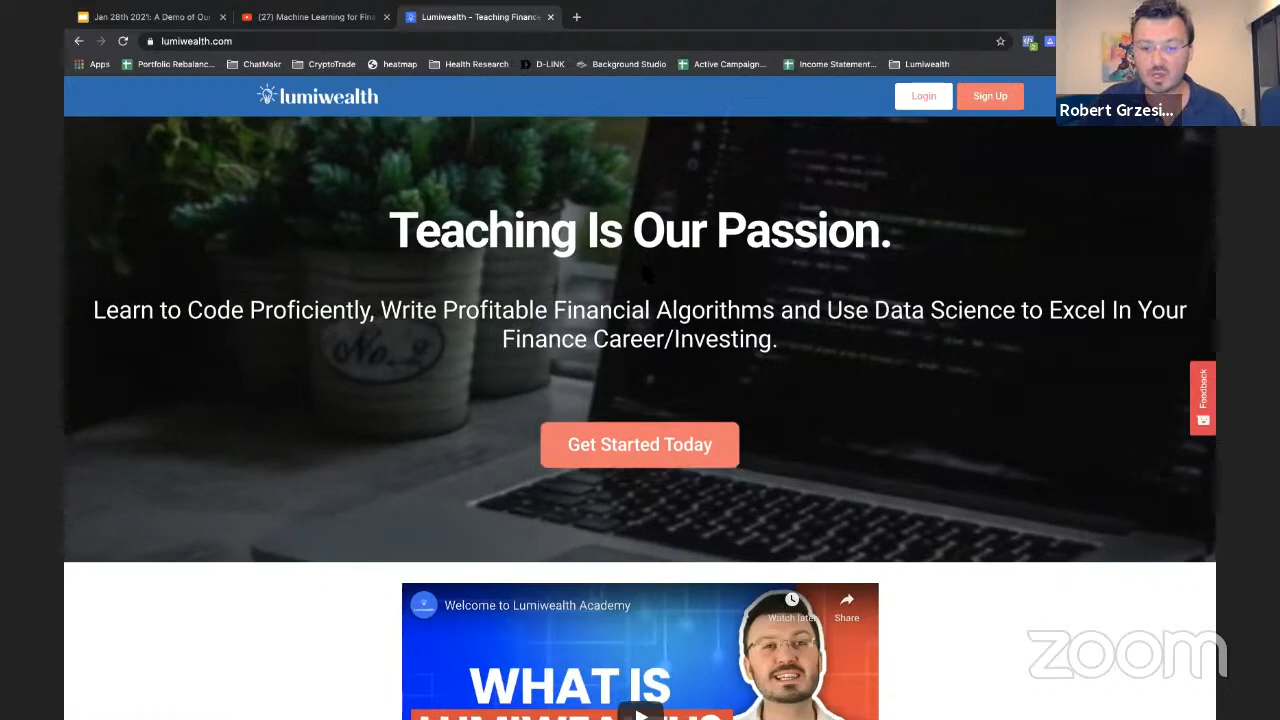 Jan 28th 2021: A Demo of Our
(27) Machine Learning for Fina
Lumiwealth - Teaching Finance
lumiwealth.com
Apps
Portfolio Rebalanc...
ChatMakr
CryptoTrade
heatmap
Health Research
D-LINK
Background Studio
Active Campaign...
Income Statement...
Lumiwealth
Robert Grzesi...
lumiwealth
Login
Sign Up
Teaching Is Our Passion.
Learn to Code Proficiently, Write Profitable Financial Algorithms and Use Data Science to Excel In Your
Finance Career/Investing.
No.
Feedback
Get Started Today
Welcome to Lumiwealth Academy
Watch later
Share
WHAT IS
LUMIWEALTH?
zoom